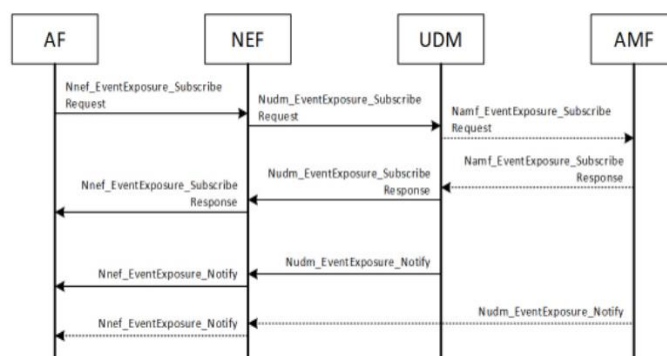 AF
NEF
UDM
AMF
Nnef_EventExposure_Subscribe
Request
Nudm_EventExposure_Subscribe
Request
Namf_EventExposure_Subscribe
Request
Namf_EventExposure_Subscribe
Response
Nudm_EventExposure_Subscribe
Response
Nnef_EventExposure_Subscribe
Response
Nudm_EventExposure_Notify
Nnef_EventExposure_Notify
Nudm_EventExposure_Notify
Nnef_EventExposure_Notify